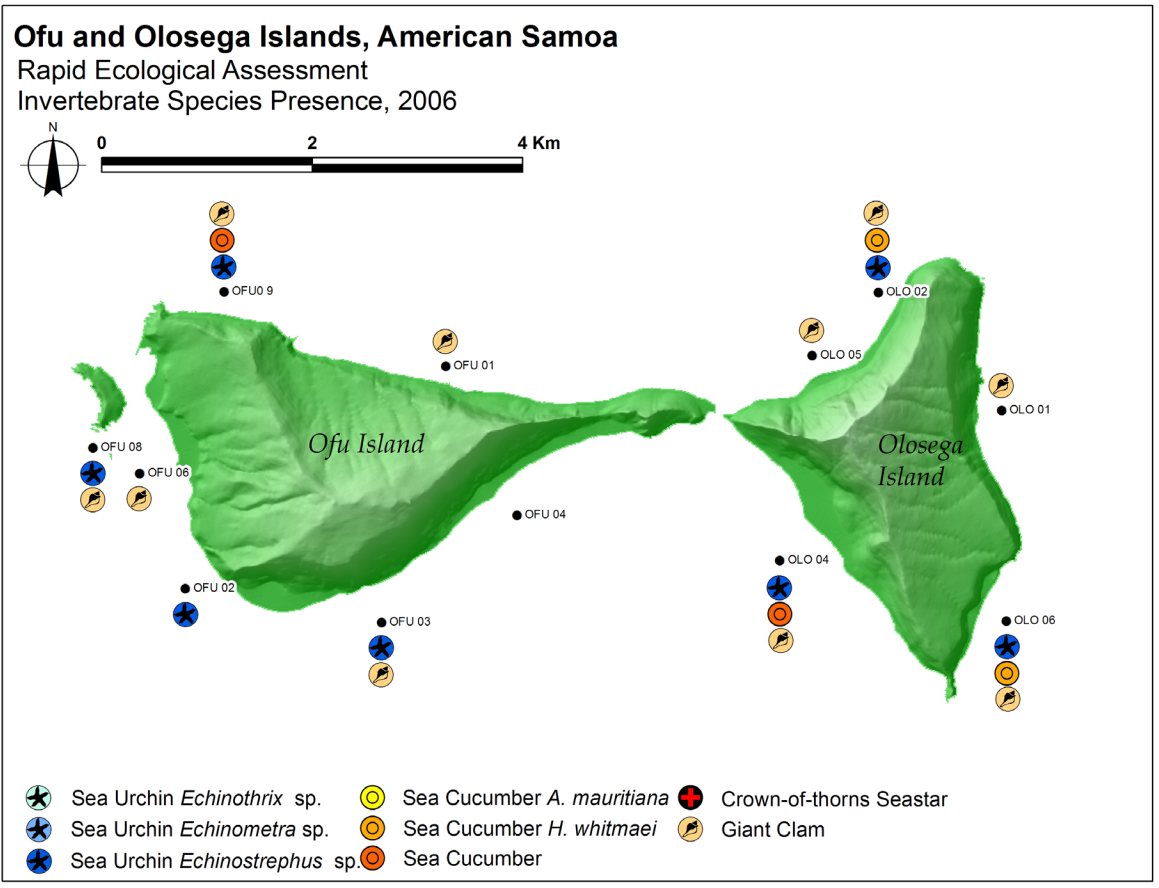 Ofu and Olosega Islands, American Samoa
Rapid Ecological Assessment
Invertebrate Species Presence, 2006
N
0 2 4 Km
OFU0 9
OLO 02
OFU 01
OLO 05
OLO 01
Ofu Island
Olosega
Island
OFU 08
OFU 06
OFU 04
OFU 02
OLO 04
OFU 03
OLO 06
Sea Urchin Echinothrix sp.
Sea Urchin Echinometra sp.
Sea Urchin Echinostrephus sp.
Sea Cucumber A. mauritiana
Sea Cucumber H. whitmaei
Sea Cucumber
Crown-of-thorns Seastar
Giant Clam